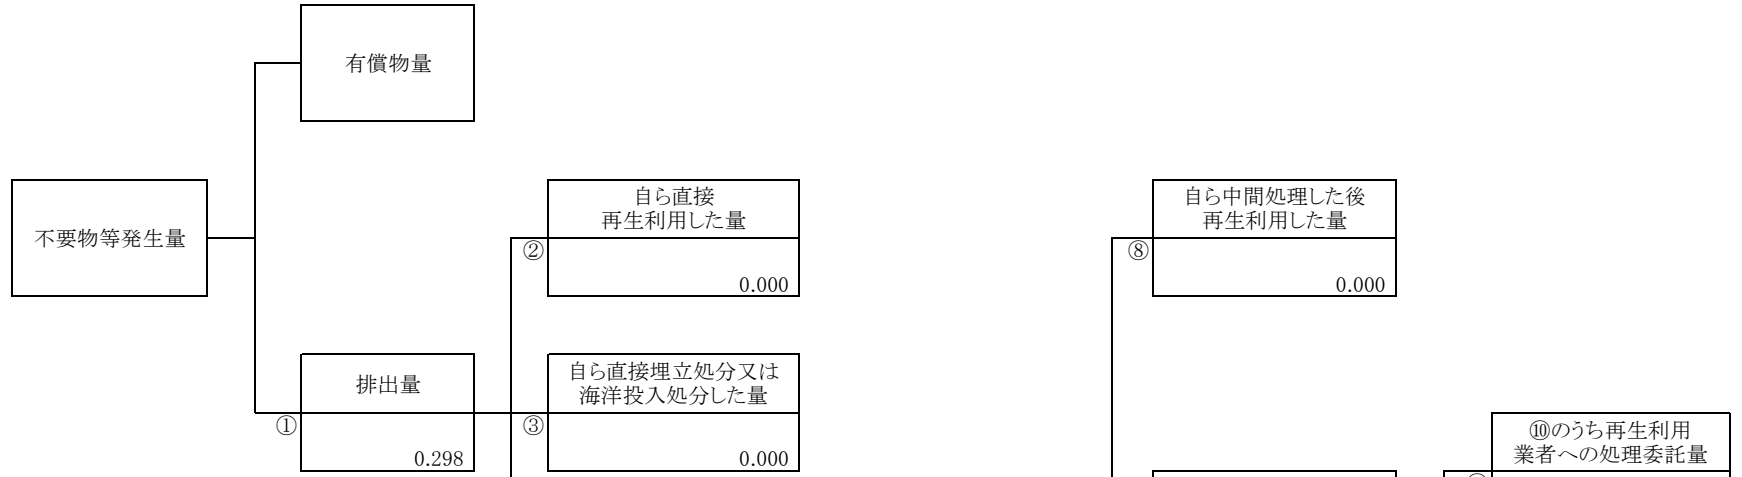 有償物量
不要物等発生量
自ら直接
再生利用した量
②
0.000
自ら中間処理した後
再生利用した量
⑧
0.000
排出量
①
0.298
自ら直接埋立処分又は
海洋投入処分した量
③
0.000
⑩のうち再生利用
業者への処理委託量